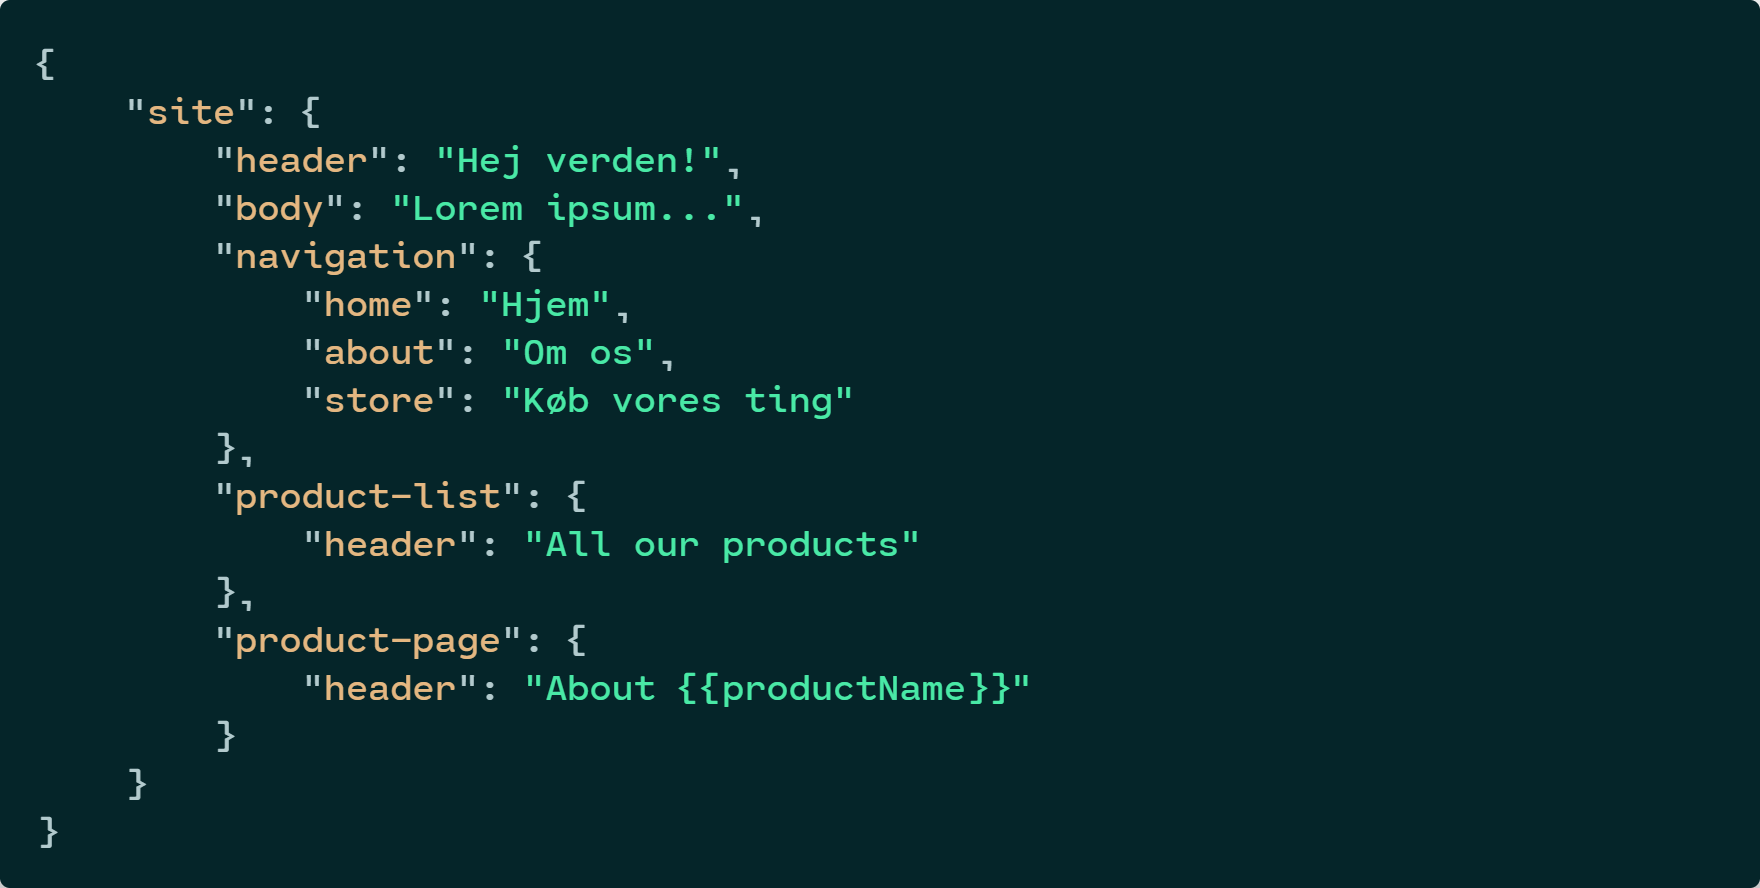 {
    "site": {
        "header": "Hej verden!",
        "body": "Lorem ipsum...",
        "navigation": {
            "home": "Hjem",
            "about": "Om os",
            "store": "Køb vores ting"
        },
        "product-list": {
            "header": "All our products"
        },
        "product-page": {
            "header": "About {{productName}}"
        }
    }
}